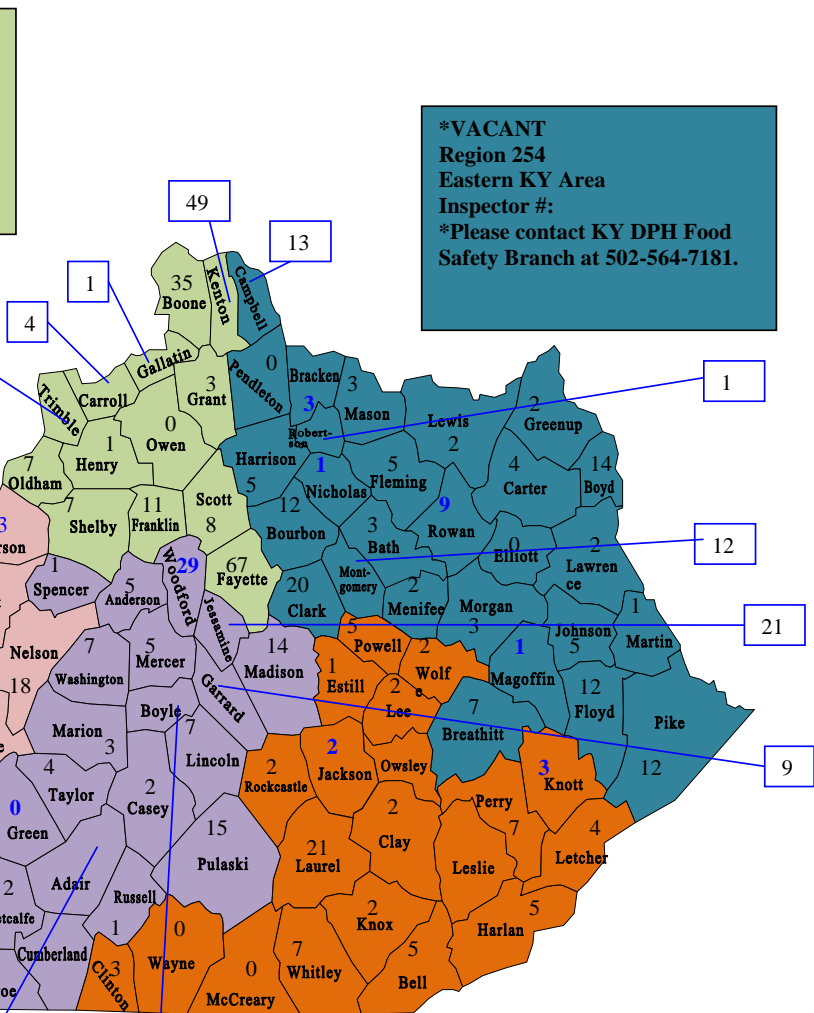 *VACANT
Region 254
Eastern KY Area
Inspector #:
*Please contact KY DPH Food
Safety Branch at 502-564-7181.
49
13
1
4
35
Boone
Kenton
Campbell
Gallatin
Carroll
Trimble
3
Grant
0
Pendleton
Bracken
3
3
Mason
1
Robert-
son
Lewis
2
2
Greenup
0
Owen
1
Henry
7
Oldham
Harrison
5
1
Nicholas
5
Fleming
4
Carter
14
Boyd
7
Shelby
11
Franklin
Scott
8
12
Bourbon
9
Rowan
3
Bath
0
Elliott
2
Lawren
ce
12
3
rson
1
Spencer
5
Anderson
29
Woodford
67
Fayette
20
Clark
Mont-
gomery
2
Menifee
Morgan
3
Johnson
5
1
Martin
21
Jessamine
Nelson
18
7
Washington
5
Mercer
14
Madison
5
Powell
2
Wolf
e
1
Estill
2
Lee
1
Magoffin
12
Floyd
Pike
12
Garrard
Boyle
7
Lincoln
Marion
3
7
Breathitt
9
e
4
Taylor
2
Casey
2
Rockcastle
2
Jackson
Owsley
3
Knott
Perry
7
0
Green
15
Pulaski
21
Laurel
2
Clay
Leslie
4
Letcher
2
etcalfe
Adair
Russell
1
2
Knox
5
Harlan
Cumberland
3
Clinton
0
Wayne
0
McCreary
7
Whitley
5
Bell
oe